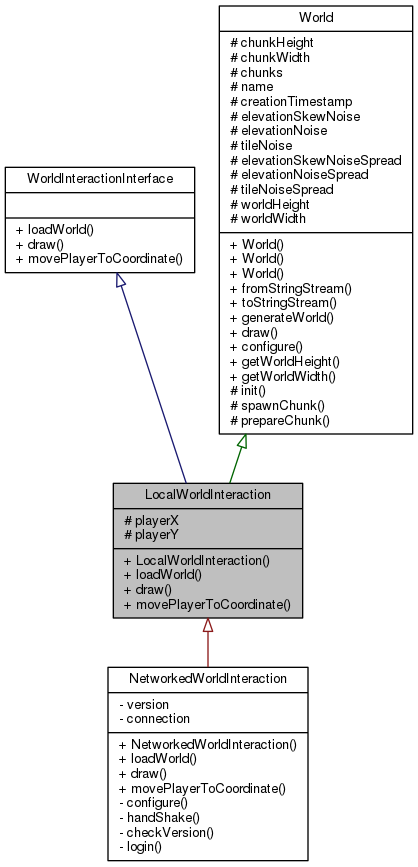 World
# chunkHeight
# chunkWidth
# chunks
# name
# creationTimestamp
# elevationSkewNoise
# elevationNoise
# tileNoise
# elevationSkewNoiseSpread
# elevationNoiseSpread
# tileNoiseSpread
# worldHeight
# worldWidth
+ World()
+ World()
+ World()
+ fromStringStream()
+ toStringStream()
+ generateWorld()
+ draw()
+ configure()
+ getWorldHeight()
+ getWorldWidth()
# init()
# spawnChunk()
# prepareChunk()
WorldInteractionInterface
+ loadWorld()
+ draw()
+ movePlayerToCoordinate()
LocalWorldInteraction
# playerX
# playerY
+ LocalWorldInteraction()
+ loadWorld()
+ draw()
+ movePlayerToCoordinate()
NetworkedWorldInteraction
- version
- connection
+ NetworkedWorldInteraction()
+ loadWorld()
+ draw()
+ movePlayerToCoordinate()
- configure()
- handShake()
- checkVersion()
- login()